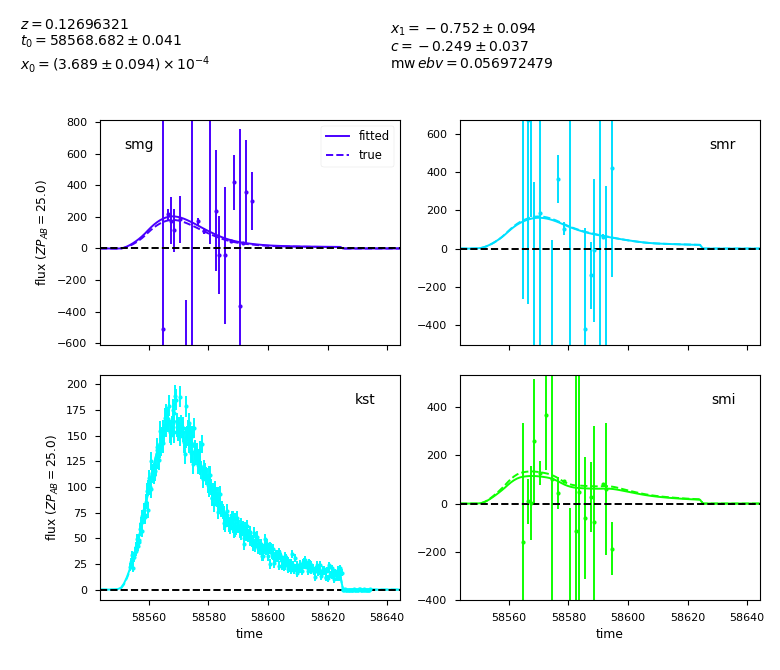 z = 0.12696321
t₀ = 58568.682 ± 0.041
x₀ = (3.689 ± 0.094) × 10⁻⁴
x₁ = −0.752 ± 0.094
c = −0.249 ± 0.037
mw ebv = 0.056972479
800
600
400
200
0
−200
−400
−600
flux (ZP_AB = 25.0)
smg
fitted
true
600
400
200
0
−200
−400
smr
200
175
150
125
100
75
50
25
0
flux (ZP_AB = 25.0)
kst
58560 58580 58600 58620 58640
time
400
200
0
−200
−400
smi
58560 58580 58600 58620 58640
time